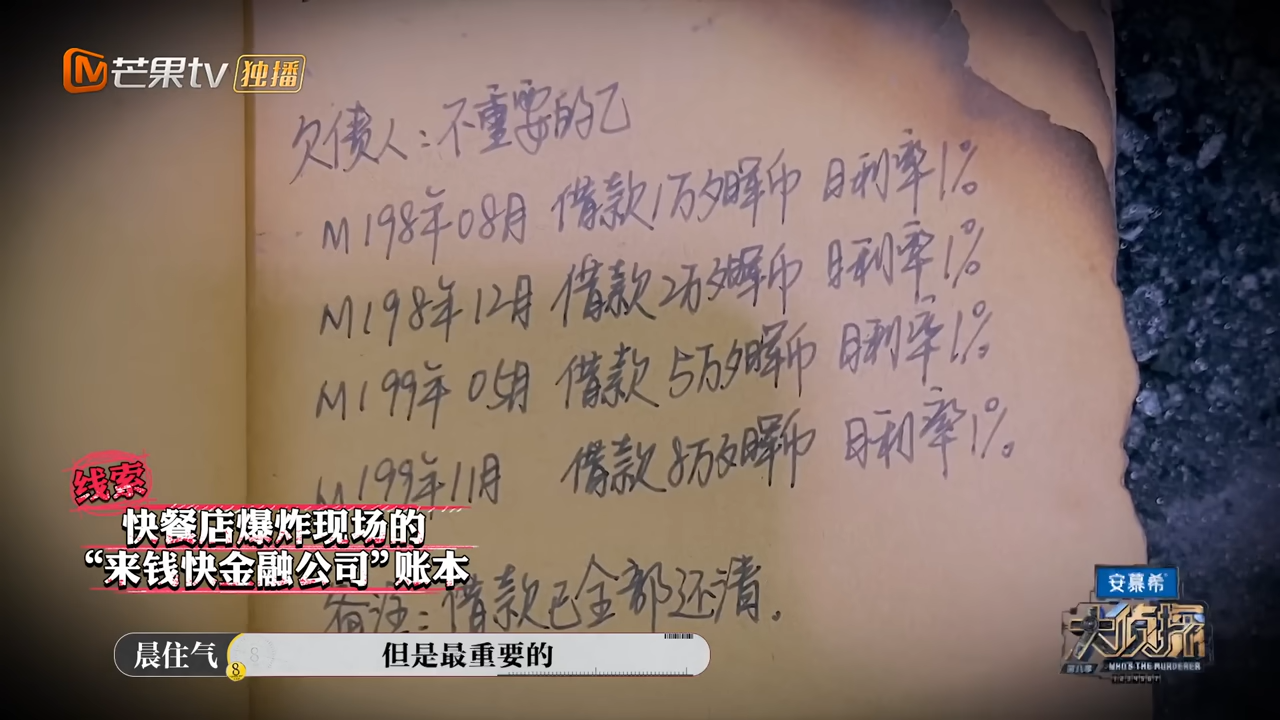 芒果tv 独播
欠债人：不重要的乙
M198年08月 借款1万夕晖币 日利率1%
M198年12月 借款2万夕晖币 日利率1%
M199年05月 借款5万夕晖币 日利率1%
M199年11月 借款8万夕晖币 日利率1%。
备注：借款已全部还清。
线索
快餐店爆炸现场的
“来钱快金融公司”账本
安慕希
大侦探
第八季 WHO'S THE MURDERER
晨住气 8 但是最重要的